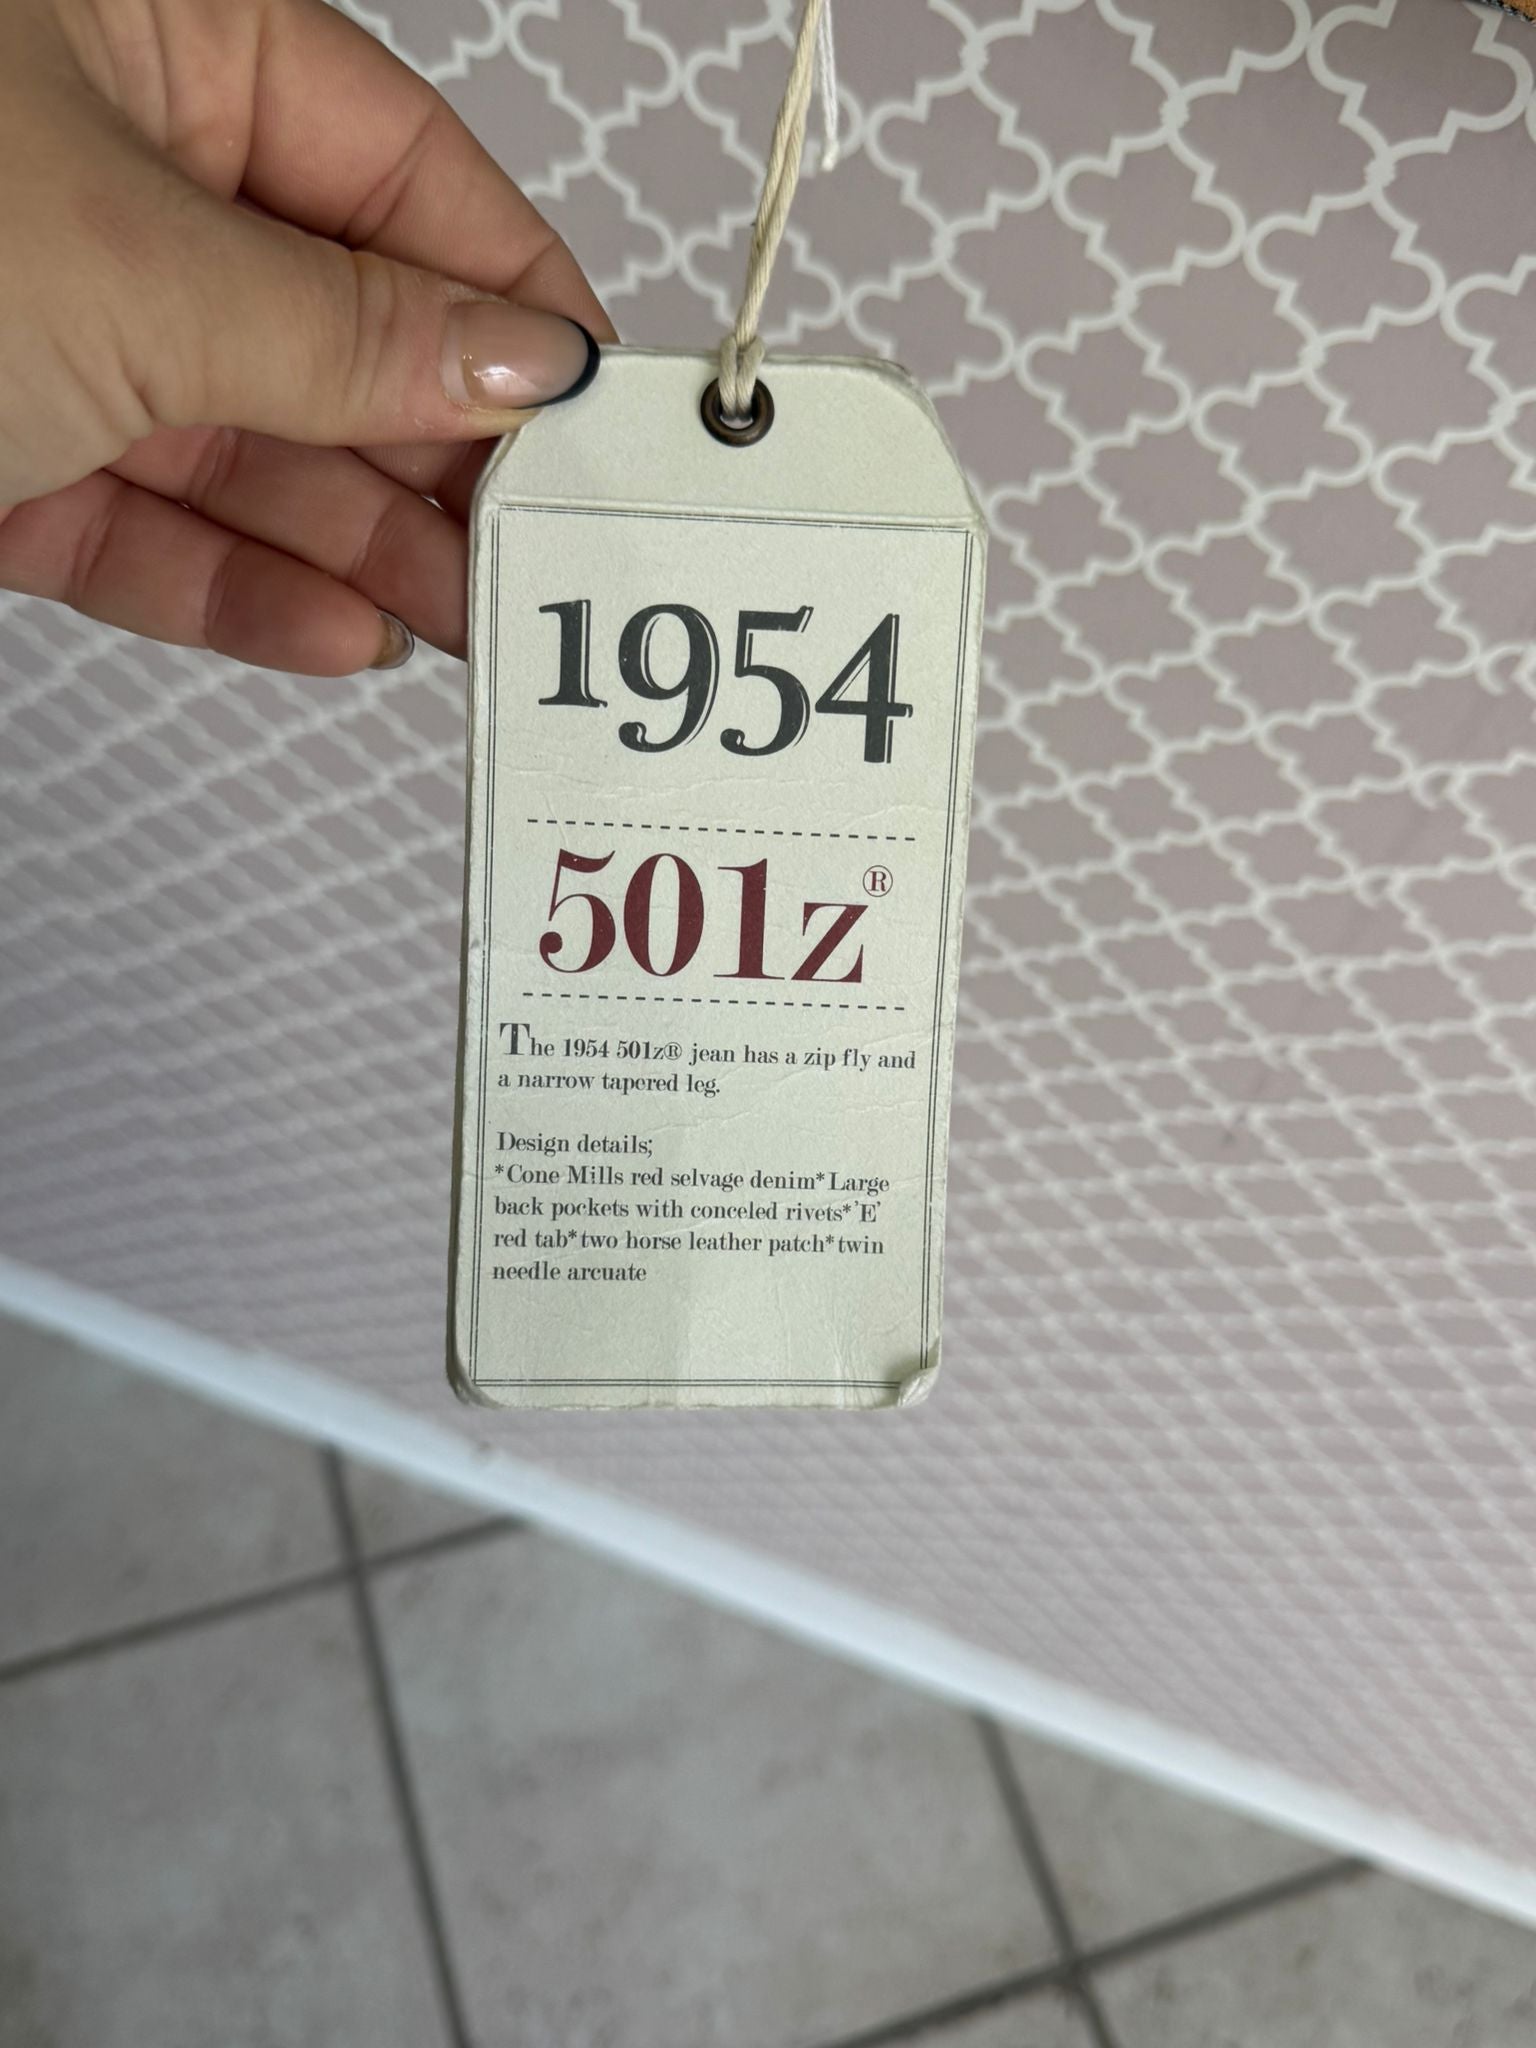 1954
501z®
The 1954 501z® jean has a zip fly and
a narrow tapered leg.
Design details;
*Cone Mills red selvage denim*Large
back pockets with conceled rivets*'E'
red tab*two horse leather patch*twin
needle arcuate